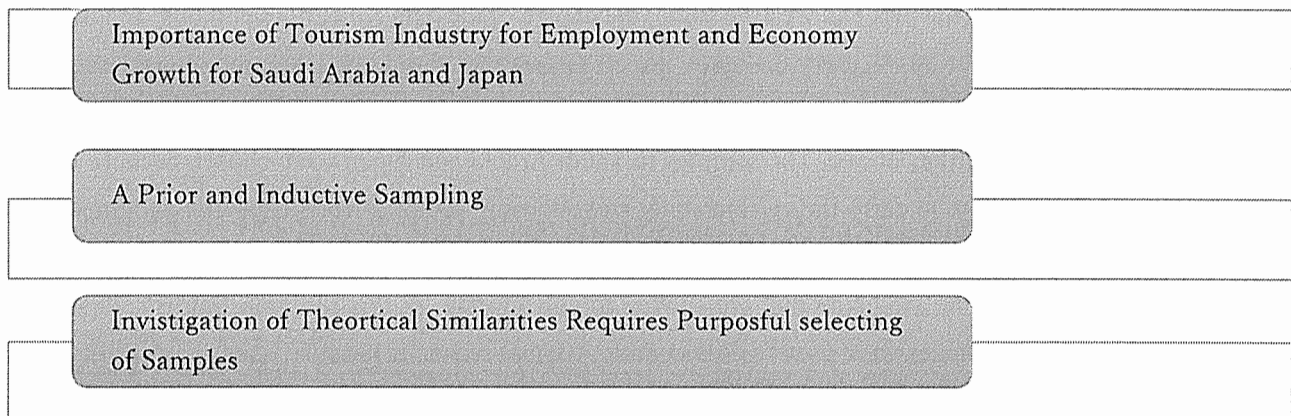 Importance of Tourism Industry for Employment and Economy
Growth for Saudi Arabia and Japan
A Prior and Inductive Sampling
Invistigation of Theortical Similarities Requires Purposful selecting
of Samples